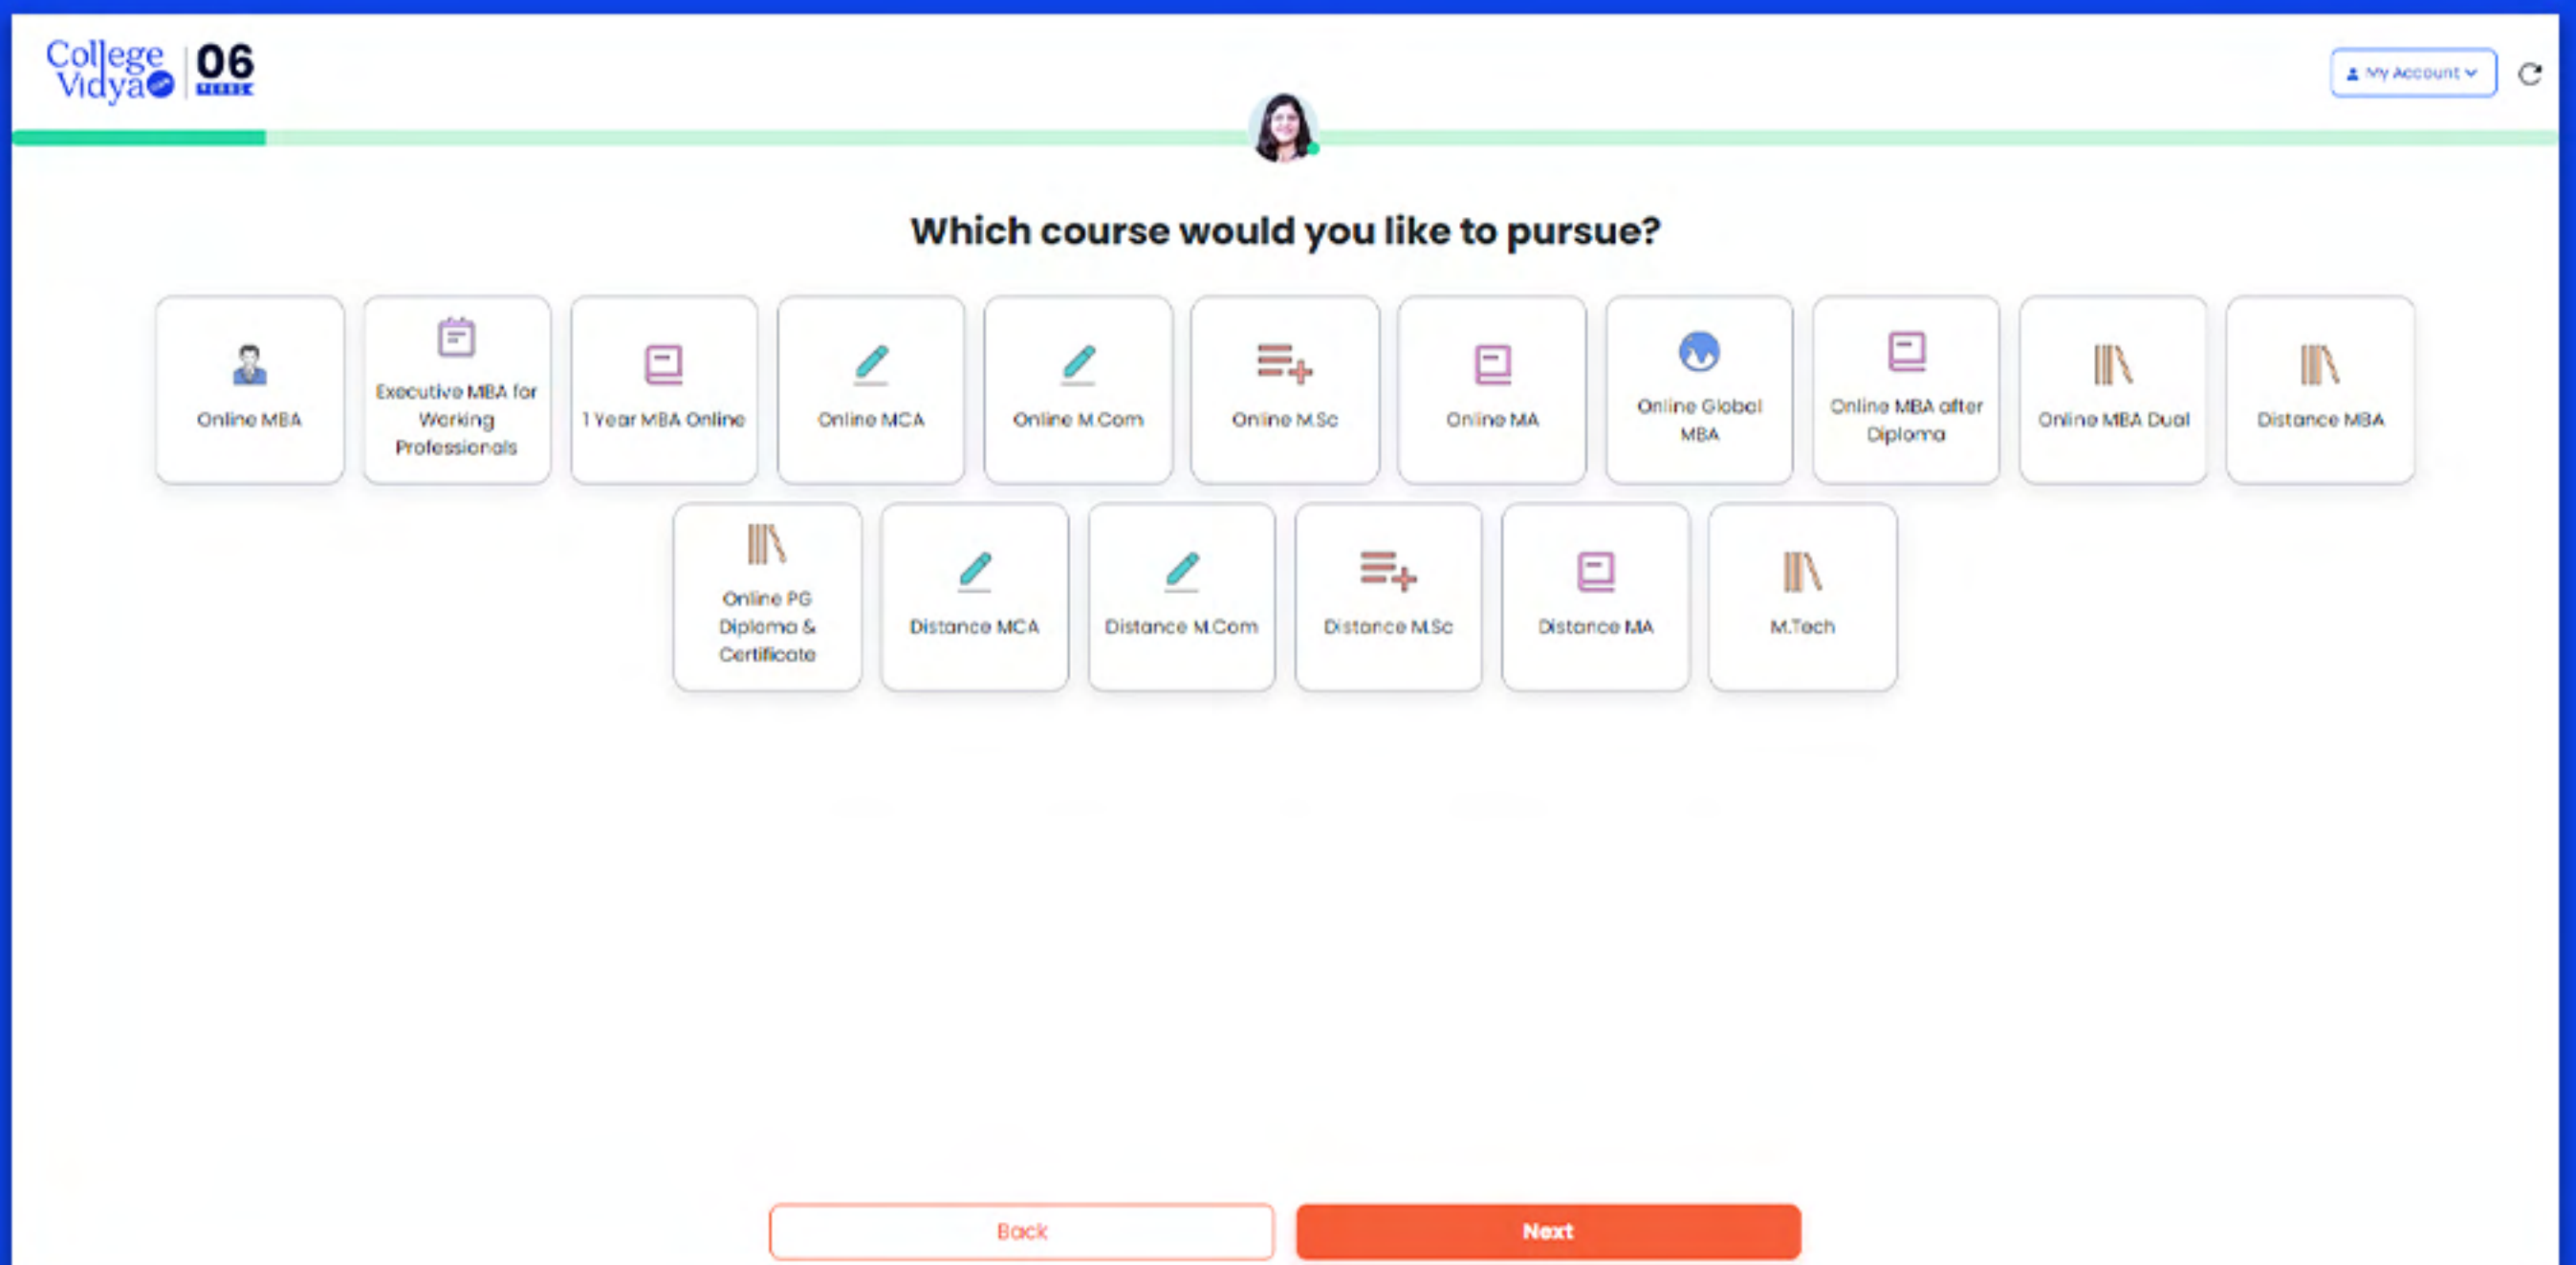 College
Vidya
06
YEARS
My Account
Which course would you like to pursue?
Online MBA
Executive MBA for
Working
Professionals
1 Year MBA Online
Online MCA
Online M.Com
Online M.Sc
Online MA
Online Global
MBA
Online MBA after
Diploma
Online MBA Dual
Distance MBA
Online PG
Diploma &
Certificate
Distance MCA
Distance M.Com
Distance M.Sc
Distance MA
M.Tech
Back
Next